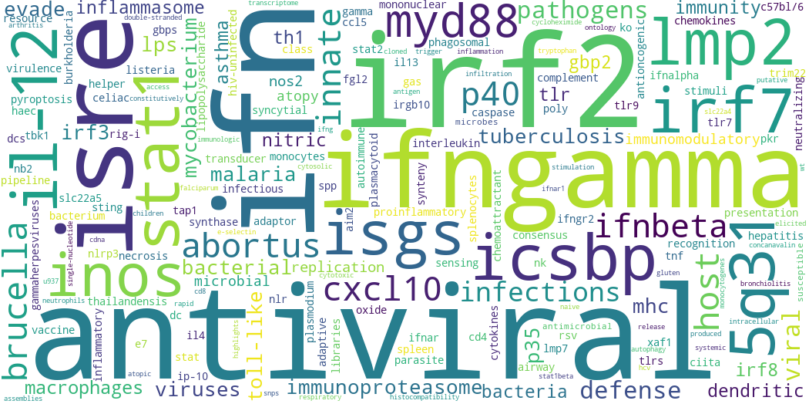 evade
double-stranded
inflammasome
resource
arthritis
gbps
virulence
burkholderia
lps
listeria
pyroptosis
helper
celiac
constitutively
haec
access
dcs
tbk1
irf3
rig-i
nb2
pipeline
il-12
isre
stat1
mycobacterium
lipopolysaccharide
transcriptome
hiv-uninfected
ifn
asthma
th1
class
nos2
atopy
syncytial
nitric
innate
mononuclear
gamma
ccl5
myd88
cycloheximide
pathogens
ontology
ko
stat2
cloned
trigger
inflammation
phagosomal
il13
infiltration
fgl2
gas
antigen
irgb10
microbes
p40
caspase
poly
tlr
tlr9
gbp2
complement
irf2
immunity
c57bl/6
chemokines
anti​oncogenic
lmp2
ifnalpha
trim22
stimuli
putative
slc22a4
tlr7
irf7
neutralizing
tryptophan
transducer
monocytes
immunologic
ifng
cytosolic
malaria
falciparum
infectious
spp
slc22a5
sting
tap1
bacterium
children
synthase
adaptor
nlrp3
necrosis
cdna
single-nucleotide
gammaherpesviruses
e-selectin
autoimmune
plasmacytoid
interleukin
synteny
tuberculosis
immunomodulatory
pkr
ifnar1
stimulation
ifngamma
aim2
proinflammatory
splenocytes
chemoattractant
ifngr2
ifnbeta
presentation
elicited
consensus
recognition
hepatitis
concanavalin
abortus
isgs
icsbp
5q31
brucella
inos
u937
bacterial
replication
sensing
nk
tnf
gluten
susceptible
monocytogenes
bronchiolitis
neutrophils
rapid
thailandensis
microbial
cd8
cytotoxic
nlr
cxcl10
infections
mhc
host
vaccine
dc
inflammatory
il4
oxide
naive
release
produced
intracellular
viral
antiviral
e7
stat
highlights
toll-like
plasmodium
adaptive
libraries
ifnar
spleen
parasite
cd4
cytokines
lmp7
airway
p35
antimicrobial
rsv
autophagy
tlrs
xaf1
systemic
ciita
irf8
atopic
ip-10
stat1beta
hcv
macrophages
viruses
immunoproteasome
bacteria
defense
dendritic
assemblies
snps
respiratory
histocompatibility